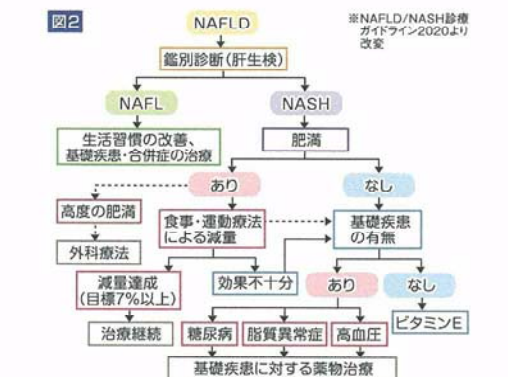 図2
NAFLD
※NAFLD/NASH診療
ガイドライン2020より
改変
鑑別診断(肝生検)
NAFL
NASH
生活習慣の改善、
基礎疾患・合併症の治療
肥満
あり
なし
高度の肥満
食事・運動療法
による減量
基礎疾患
の有無
外科療法
減量達成
(目標7%以上)
効果不十分
あり
なし
治療継続
糖尿病
脂質異常症
高血圧
ビタミンE
基礎疾患に対する薬物治療